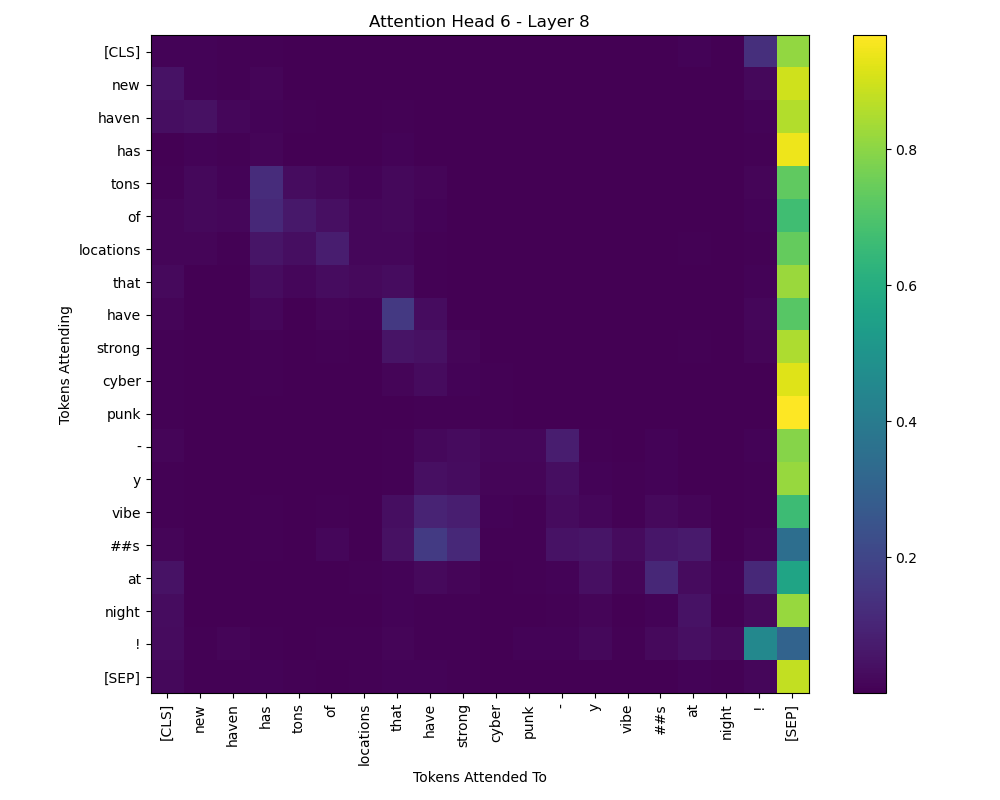 Attention Head 6 - Layer 8
[CLS]
new
haven
has
tons
of
locations
that
have
strong
cyber
punk
-
y
vibe
##s
at
night
!
[SEP]
Tokens Attending
[CLS]
new
haven
has
tons
of
locations
that
have
strong
cyber
punk
-
y
vibe
##s
at
night
!
[SEP]
Tokens Attended To
0.8
0.6
0.4
0.2